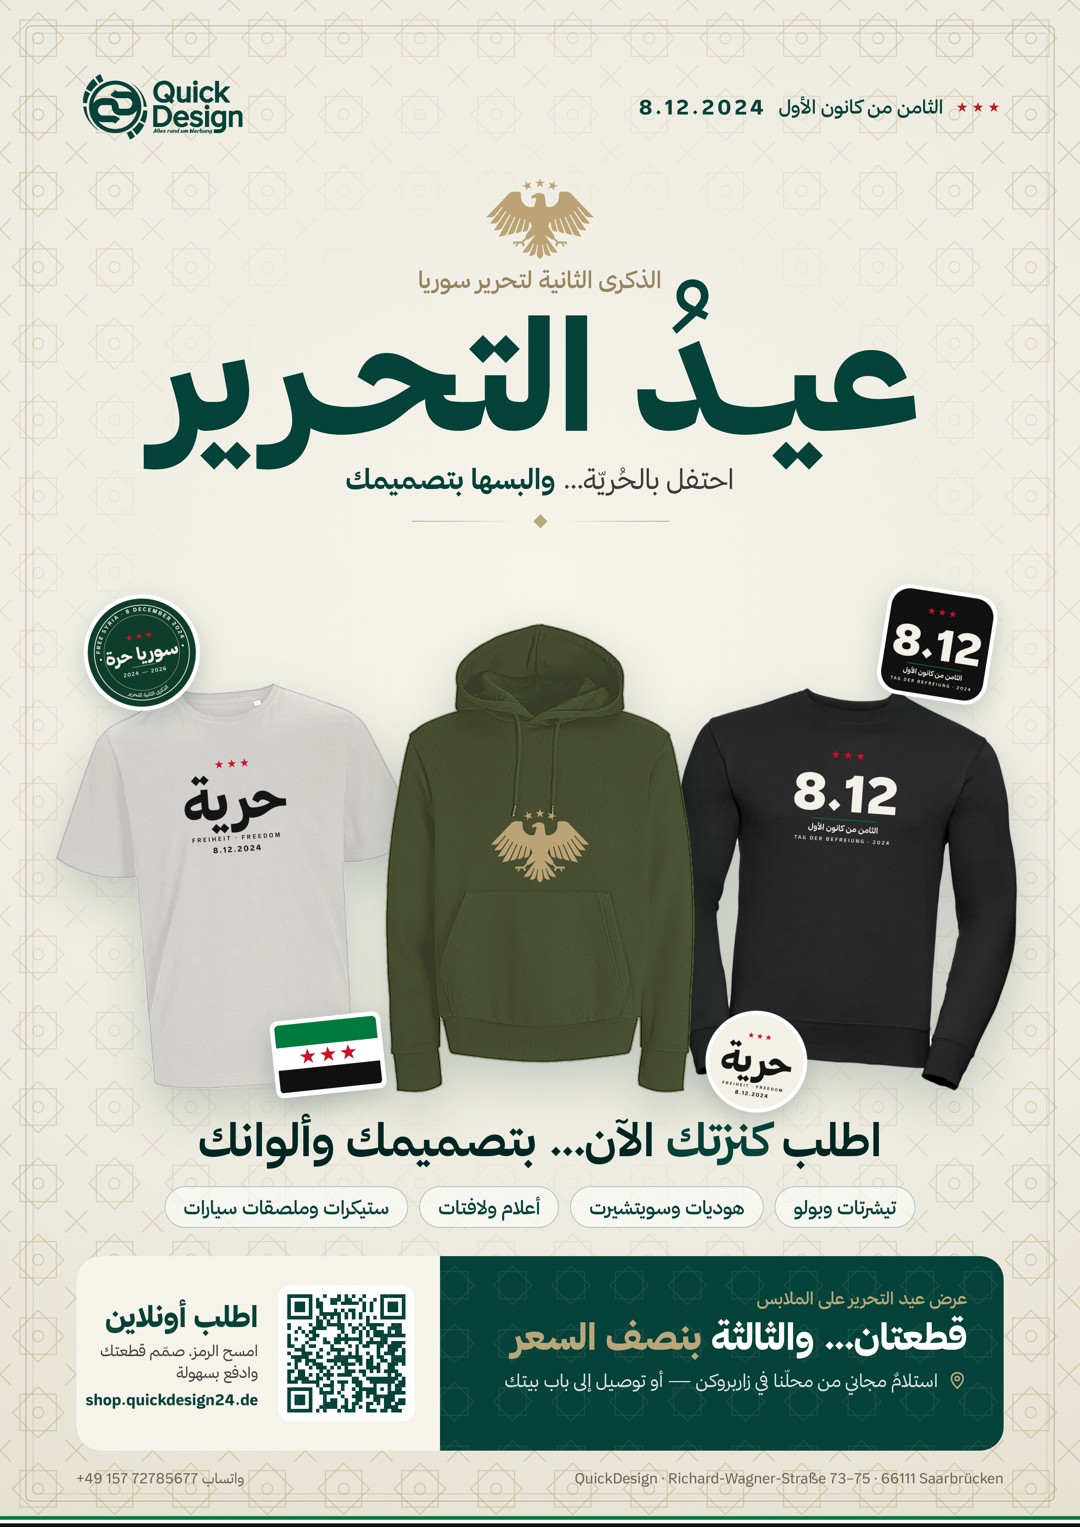 Quick
Design
Alles rund um Werbung
الثامن من كانون الأول 8.12.2024
الذكرى الثانية لتحرير سوريا
عيدُ التحرير
احتفل بالحُريّة... والبسها بتصميمك
FREE SYRIA · 8 DECEMBER 2024
سوريا حرة
2024 — 2026
الذكرى الثانية للتحرير
8.12
الثامن من كانون الأول
TAG DER BEFREIUNG · 2024
حرية
FREIHEIT · FREEDOM
8.12.2024
8.12
الثامن من كانون الأول
TAG DER BEFREIUNG · 2024
حرية
FREIHEIT · FREEDOM
8.12.2024
اطلب كنزتك الآن... بتصميمك وألوانك
تيشرتات وبولو
هوديات وسويتشيرت
أعلام ولافتات
ستيكرات وملصقات سيارات
عرض عيد التحرير على الملابس
قطعتان... والثالثة بنصف السعر
استلامٌ مجاني من محلّنا في زاربروكن — أو توصيل إلى باب بيتك
اطلب أونلاين
امسح الرمز، صمّم قطعتك
وادفع بسهولة
shop.quickdesign24.de
واتساب +49 157 72785677
QuickDesign · Richard-Wagner-Straße 73–75 · 66111 Saarbrücken